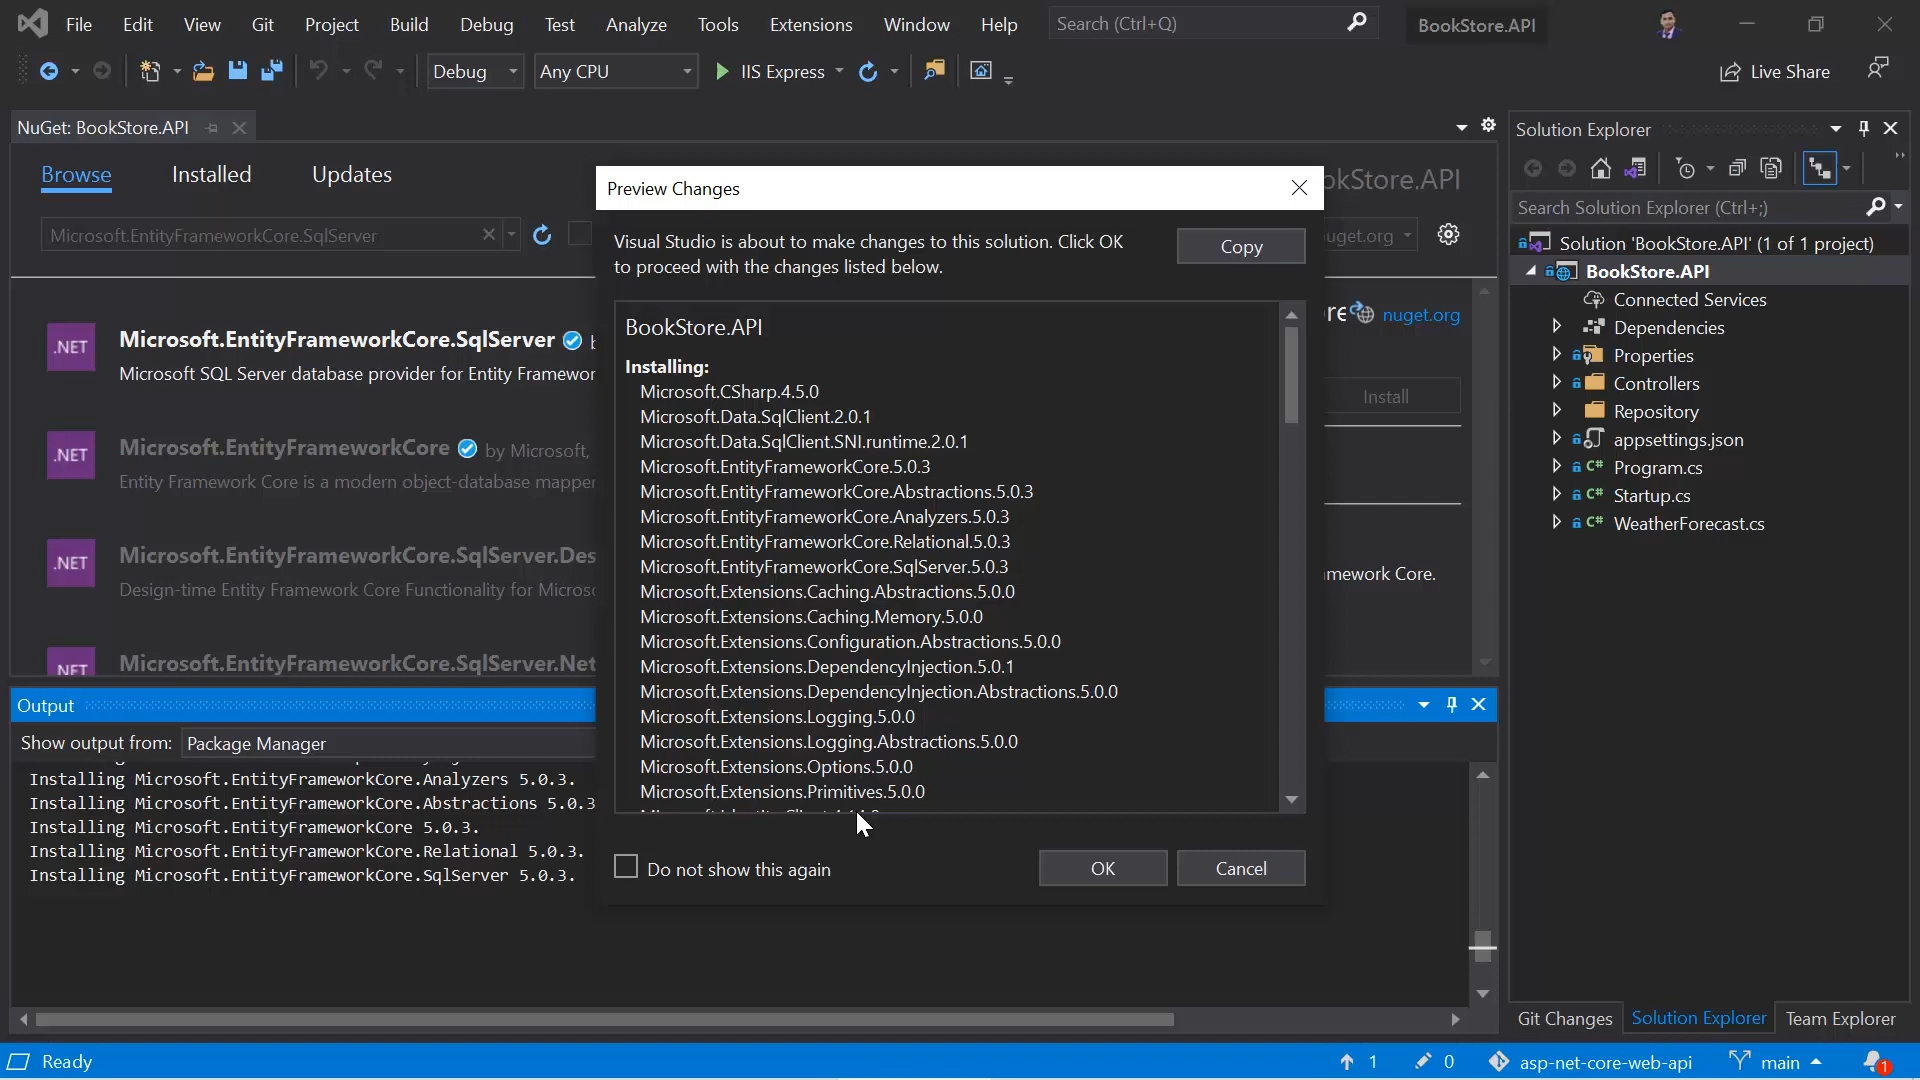 File Edit View Git Project Build Debug Test Analyze Tools Extensions Window Help Search (Ctrl+Q) BookStore.API
Debug Any CPU IIS Express Live Share
NuGet: BookStore.API
Browse Installed Updates
Microsoft.EntityFrameworkCore.SqlServer
Microsoft.EntityFrameworkCore.SqlServer
Microsoft SQL Server database provider for Entity Framewor
Microsoft.EntityFrameworkCore by Microsoft,
Entity Framework Core is a modern object-database mapper
Microsoft.EntityFrameworkCore.SqlServer.Des
Design-time Entity Framework Core Functionality for Micros
Microsoft.EntityFrameworkCore.SqlServer.Net
.NET
.NET
.NET
.NET
okStore.API
uget.org
re nuget.org
Install
mework Core.
Preview Changes
Visual Studio is about to make changes to this solution. Click OK
to proceed with the changes listed below.
Copy
BookStore.API
Installing:
Microsoft.CSharp.4.5.0
Microsoft.Data.SqlClient.2.0.1
Microsoft.Data.SqlClient.SNI.runtime.2.0.1
Microsoft.EntityFrameworkCore.5.0.3
Microsoft.EntityFrameworkCore.Abstractions.5.0.3
Microsoft.EntityFrameworkCore.Analyzers.5.0.3
Microsoft.EntityFrameworkCore.Relational.5.0.3
Microsoft.EntityFrameworkCore.SqlServer.5.0.3
Microsoft.Extensions.Caching.Abstractions.5.0.0
Microsoft.Extensions.Caching.Memory.5.0.0
Microsoft.Extensions.Configuration.Abstractions.5.0.0
Microsoft.Extensions.DependencyInjection.5.0.1
Microsoft.Extensions.DependencyInjection.Abstractions.5.0.0
Microsoft.Extensions.Logging.5.0.0
Microsoft.Extensions.Logging.Abstractions.5.0.0
Microsoft.Extensions.Options.5.0.0
Microsoft.Extensions.Primitives.5.0.0
Do not show this again
OK Cancel
Output
Show output from: Package Manager
Installing Microsoft.EntityFrameworkCore.Analyzers 5.0.3.
Installing Microsoft.EntityFrameworkCore.Abstractions 5.0.3
Installing Microsoft.EntityFrameworkCore 5.0.3.
Installing Microsoft.EntityFrameworkCore.Relational 5.0.3.
Installing Microsoft.EntityFrameworkCore.SqlServer 5.0.3.
Solution Explorer
Search Solution Explorer (Ctrl+;)
Solution 'BookStore.API' (1 of 1 project)
BookStore.API
Connected Services
Dependencies
Properties
Controllers
Repository
appsettings.json
C# Program.cs
C# Startup.cs
C# WeatherForecast.cs
Git Changes Solution Explorer Team Explorer
Ready 1 0 asp-net-core-web-api main 1